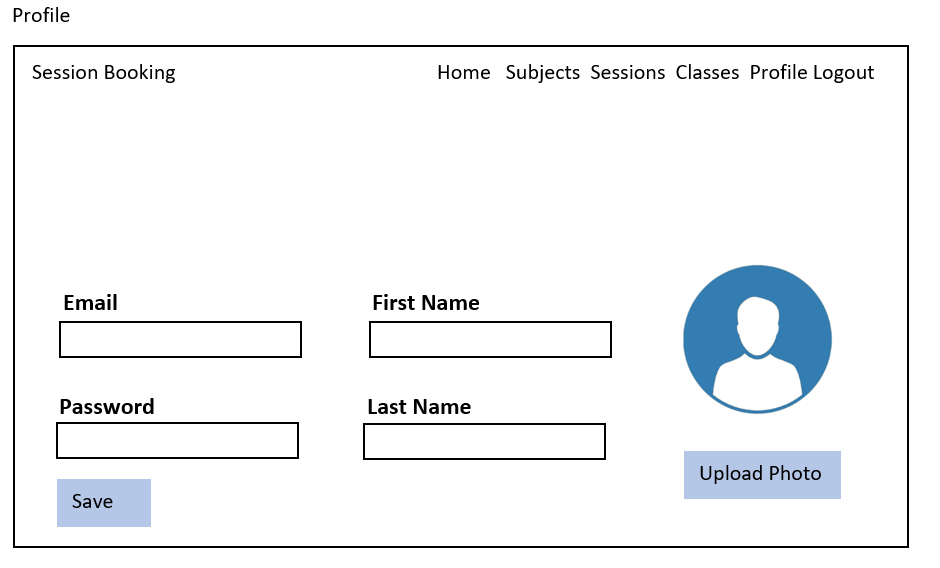 Profile
Session Booking Home Subjects Sessions Classes Profile Logout
Email First Name
Password Last Name
Upload Photo
Save